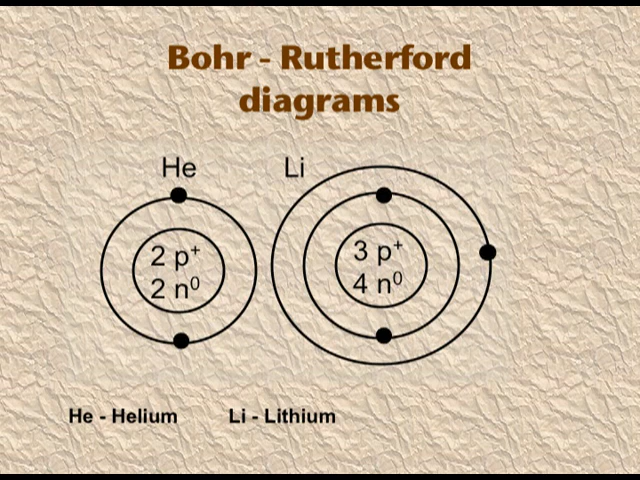 Bohr - Rutherford
diagrams
He
Li
2 p⁺
2 n⁰
3 p⁺
4 n⁰
He - Helium
Li - Lithium